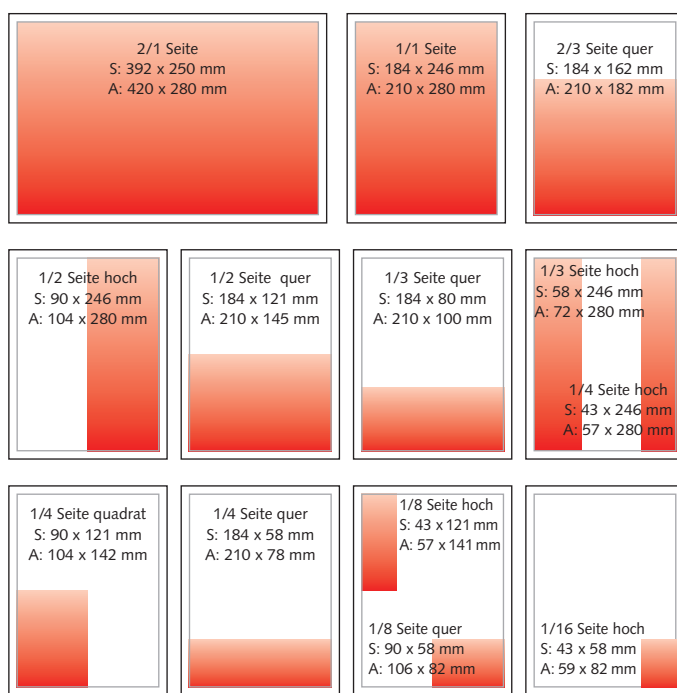 2/1 Seite
S: 392 x 250 mm
A: 420 x 280 mm
1/1 Seite
S: 184 x 246 mm
A: 210 x 280 mm
2/3 Seite quer
S: 184 x 162 mm
A: 210 x 182 mm
1/2 Seite hoch
S: 90 x 246 mm
A: 104 x 280 mm
1/2 Seite quer
S: 184 x 121 mm
A: 210 x 145 mm
1/3 Seite quer
S: 184 x 80 mm
A: 210 x 100 mm
1/3 Seite hoch
S: 58 x 246 mm
A: 72 x 280 mm
1/4 Seite hoch
S: 43 x 246 mm
A: 57 x 280 mm
1/4 Seite quadrat
S: 90 x 121 mm
A: 104 x 142 mm
1/4 Seite quer
S: 184 x 58 mm
A: 210 x 78 mm
1/8 Seite hoch
S: 43 x 121 mm
A: 57 x 141 mm
1/8 Seite quer
S: 90 x 58 mm
A: 106 x 82 mm
1/16 Seite hoch
S: 43 x 58 mm
A: 59 x 82 mm